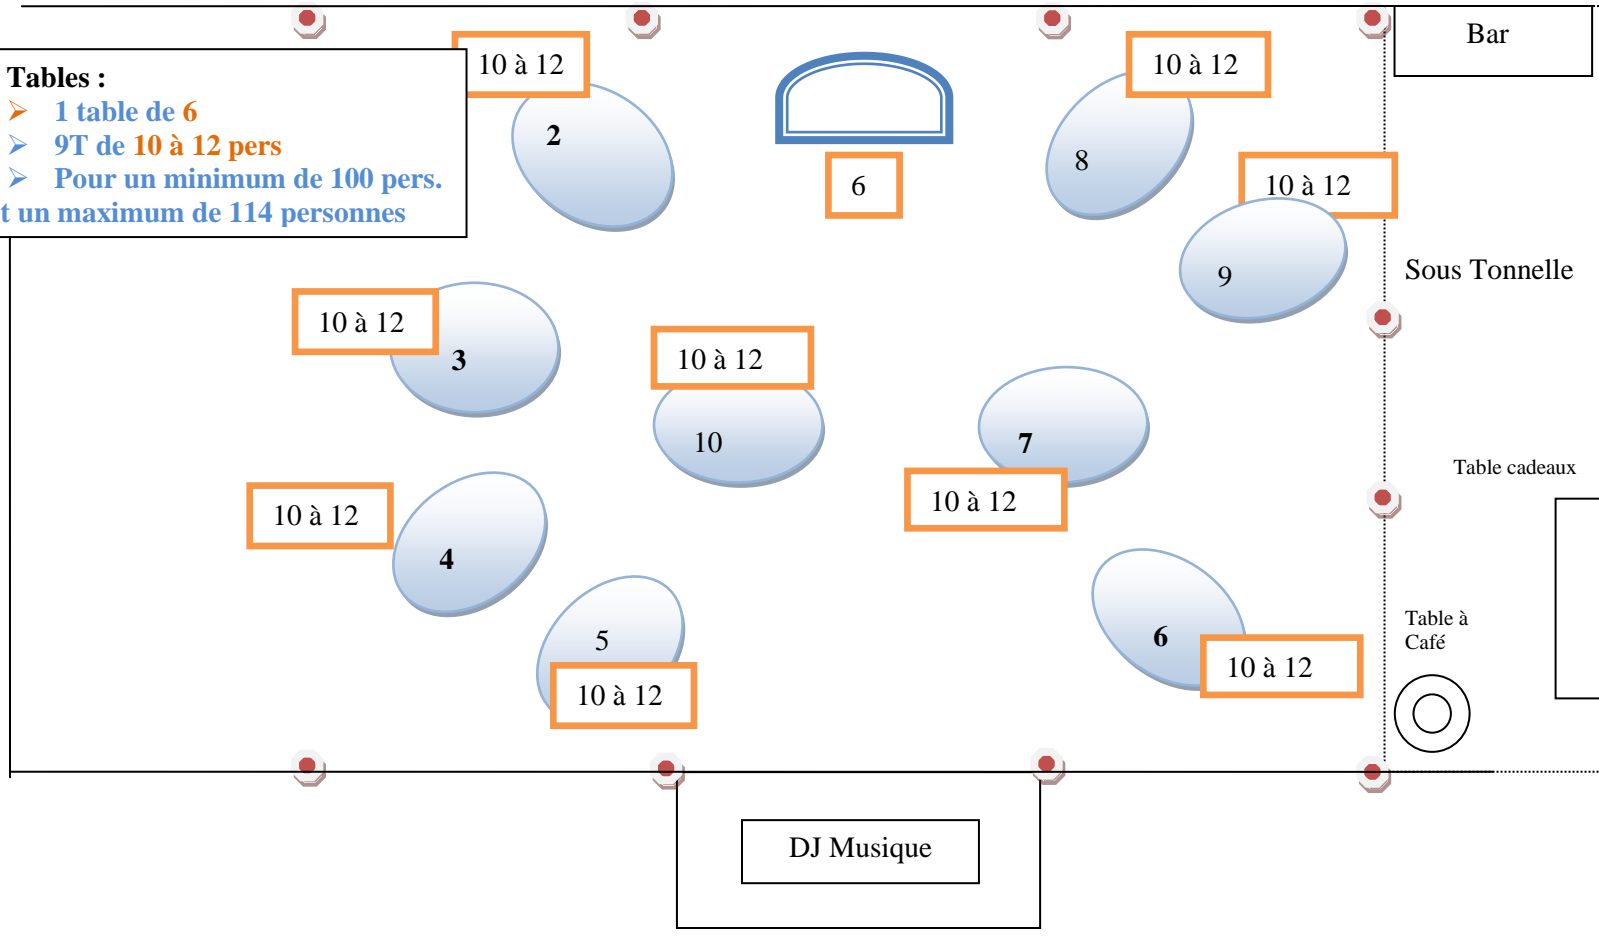 Bar
Tables :
1 table de 6
9T de 10 à 12 pers
Pour un minimum de 100 pers.
t un maximum de 114 personnes
10 à 12
2
6
10 à 12
8
10 à 12
9
Sous Tonnelle
10 à 12
3
10 à 12
10
7
10 à 12
Table cadeaux
10 à 12
4
5
10 à 12
6
10 à 12
Table à
Café
DJ Musique